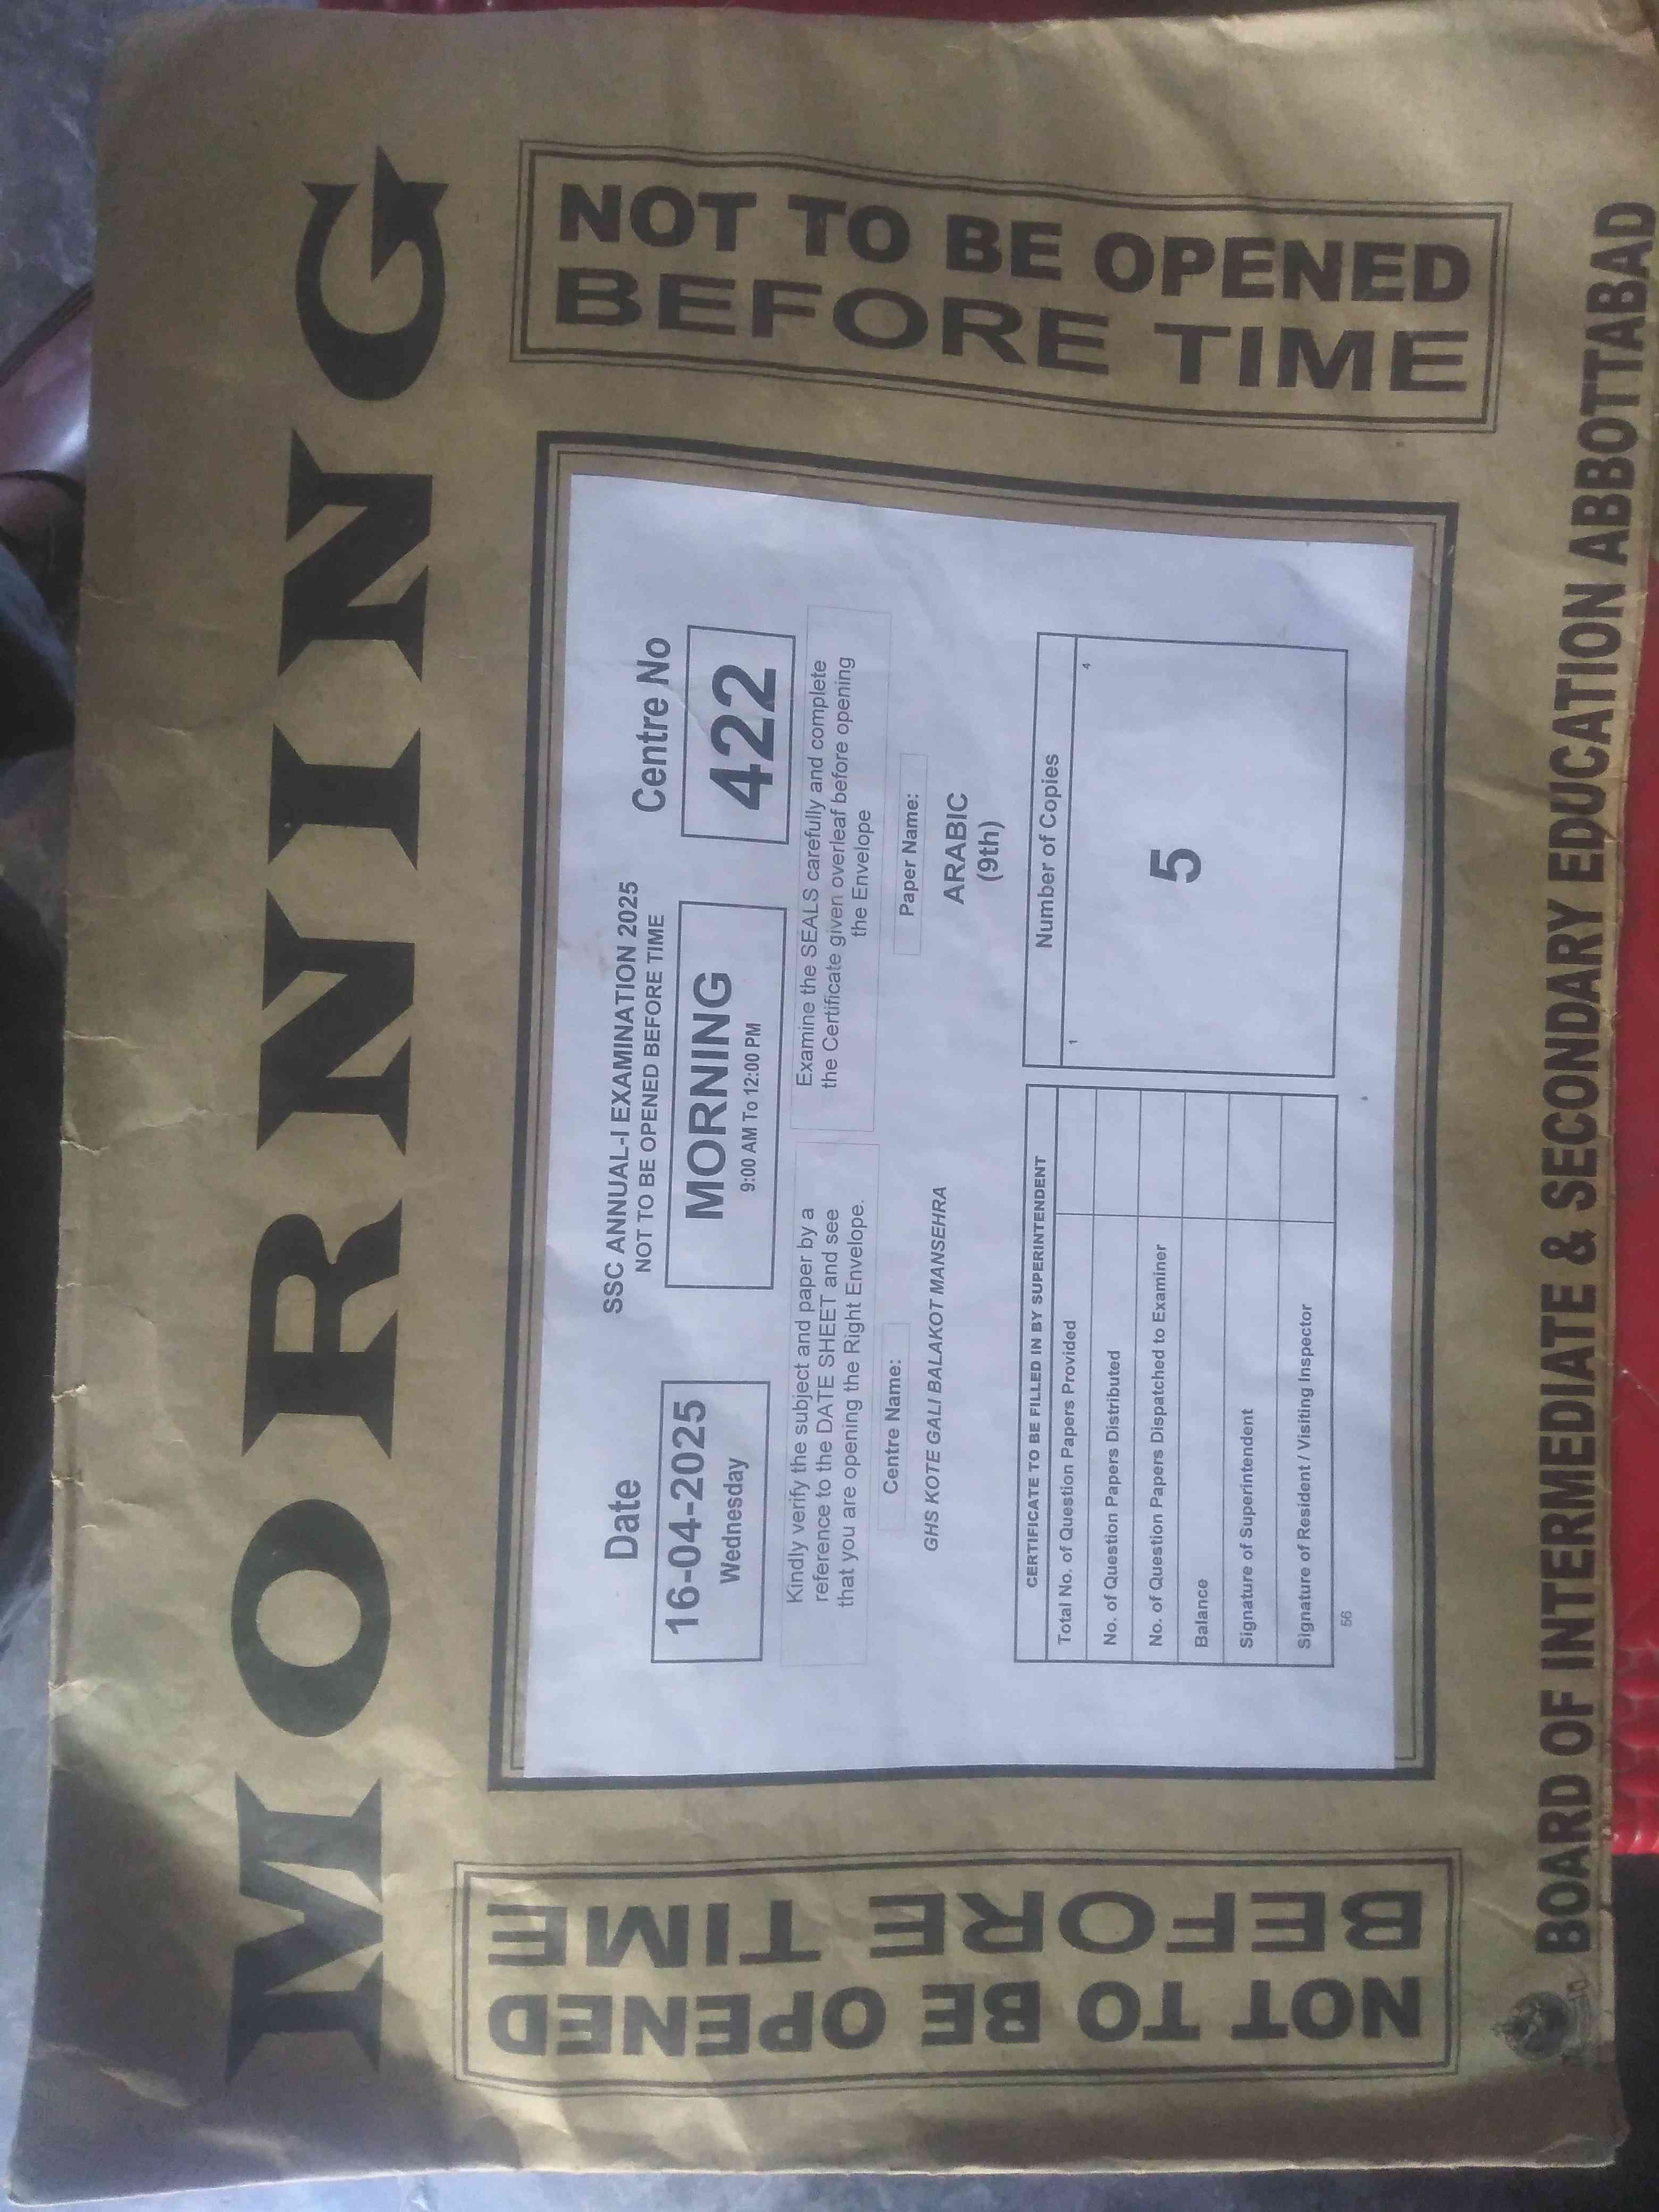 MORNING
NOT TO BE OPENED
BEFORE TIME
Date
16-04-2025
Wednesday
SSC ANNUAL-I EXAMINATION 2025
NOT TO BE OPENED BEFORE TIME
MORNING
9:00 AM To 12:00 PM
Centre No
422
Kindly verify the subject and paper by a
reference to the DATE SHEET and see
that you are opening the Right Envelope.
Examine the SEALS carefully and complete
the Certificate given overleaf before opening
the Envelope
Centre Name:
GHS KOTE GALI BALAKOT MANSEHRA
Paper Name:
ARABIC
(9th)
CERTIFICATE TO BE FILLED IN BY SUPERINTENDENT
Total No. of Question Papers Provided
No. of Question Papers Distributed
No. of Question Papers Dispatched to Examiner
Balance
Signature of Superintendent
Signature of Resident / Visiting Inspector
56
Number of Copies
1 4
5
NOT TO BE OPENED
BEFORE TIME
BOARD OF INTERMEDIATE & SECONDARY EDUCATION ABBOTTABAD